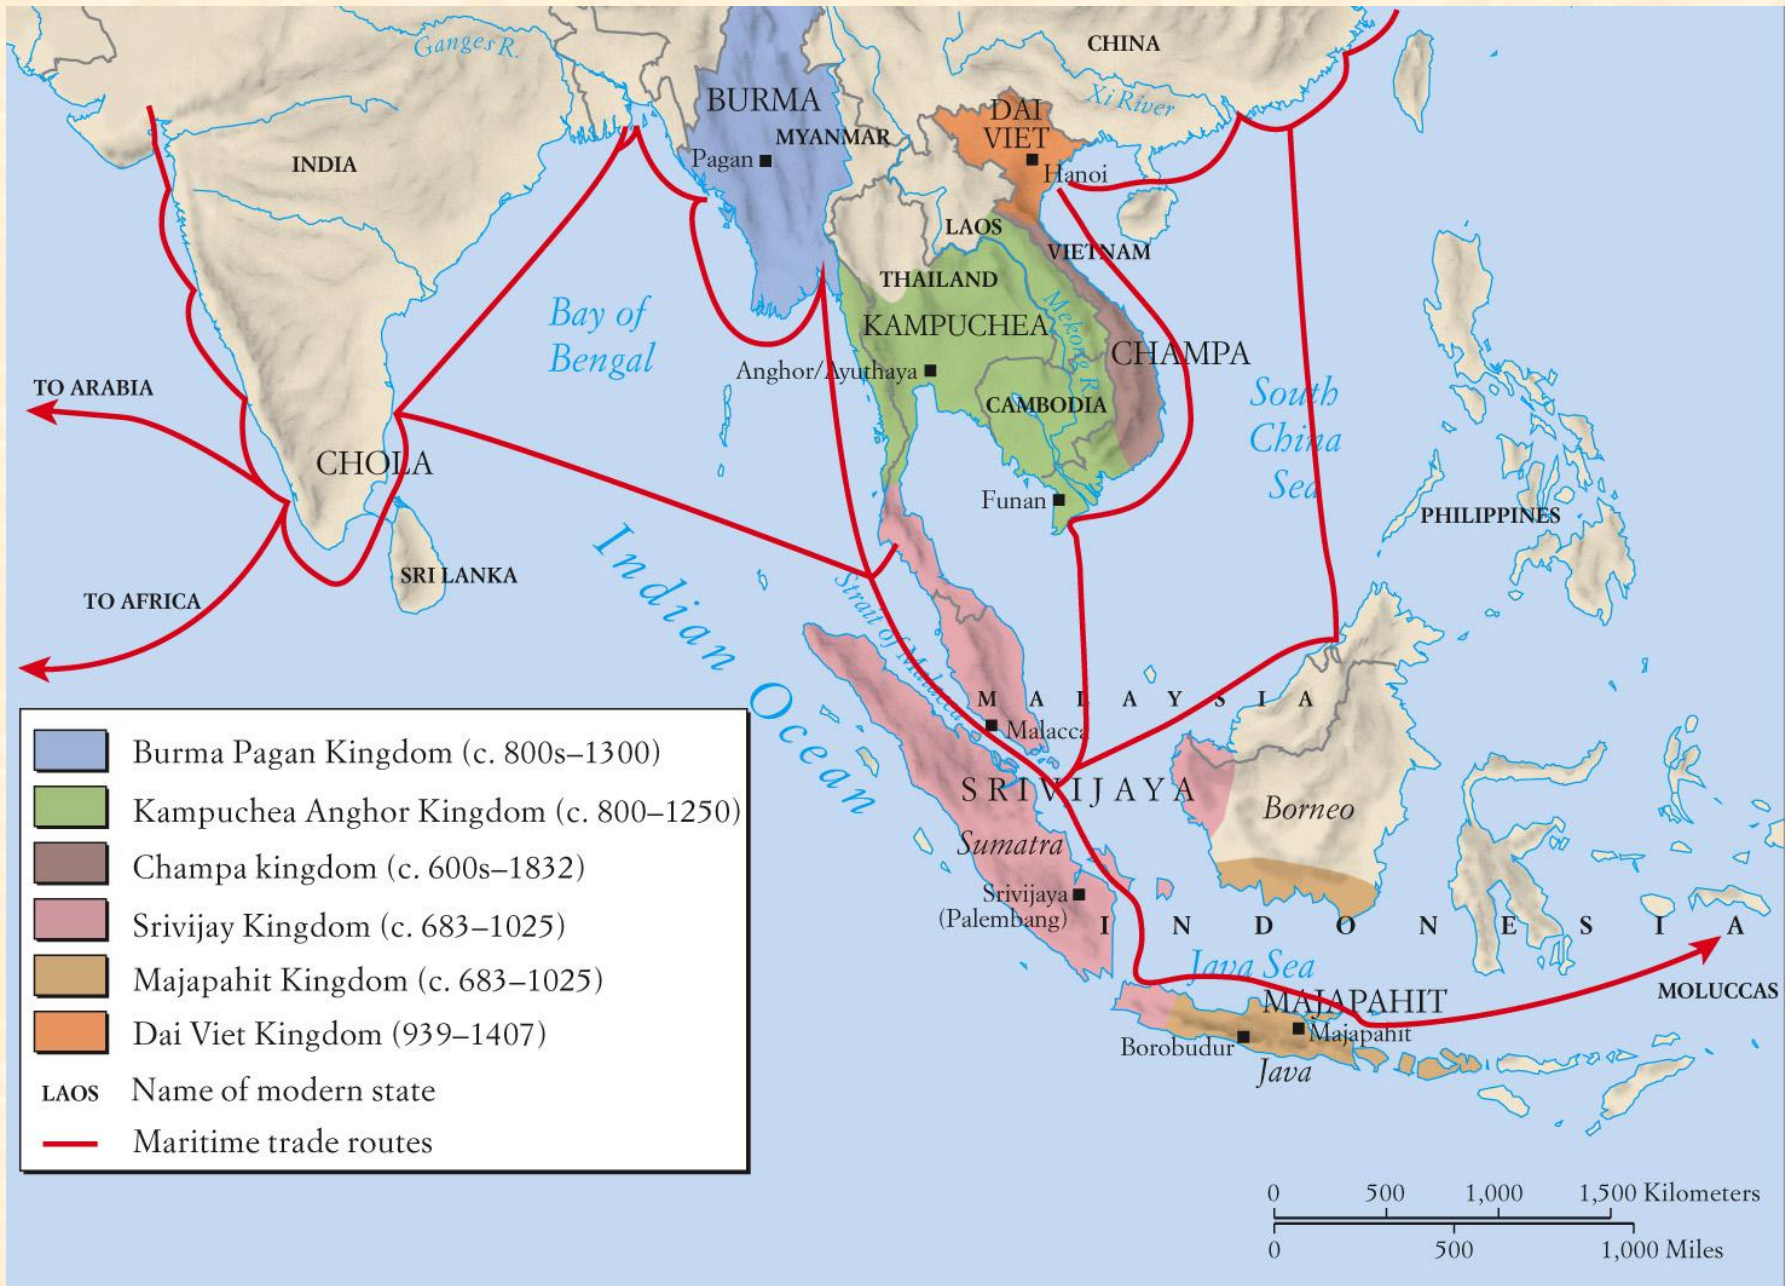 Ganges R.
CHINA
BURMA
DAI
VIET
Xi River
MYANMAR
INDIA
Pagan
Hanoi
LAOS
VIETNAM
THAILAND
Bay of
Bengal
Mekong R.
KAMPUCHEA
CHAMPA
Anghor/Ayuthaya
TO ARABIA
CAMBODIA
South
China
Sea
CHOLA
Funan
PHILIPPINES
SRI LANKA
TO AFRICA
Indian Ocean
Strait of Malacca
MALAYSIA
Malacca
SRIVIJAYA
Borneo
Sumatra
Srivijaya
(Palembang)
INDONESIA
Java Sea
MOLUCCAS
MAJAPAHIT
Majapahit
Borobudur
Java
Burma Pagan Kingdom (c. 800s–1300)
Kampuchea Anghor Kingdom (c. 800–1250)
Champa kingdom (c. 600s–1832)
Srivijay Kingdom (c. 683–1025)
Majapahit Kingdom (c. 683–1025)
Dai Viet Kingdom (939–1407)
LAOS Name of modern state
Maritime trade routes
0 500 1,000 1,500 Kilometers
0 500 1,000 Miles